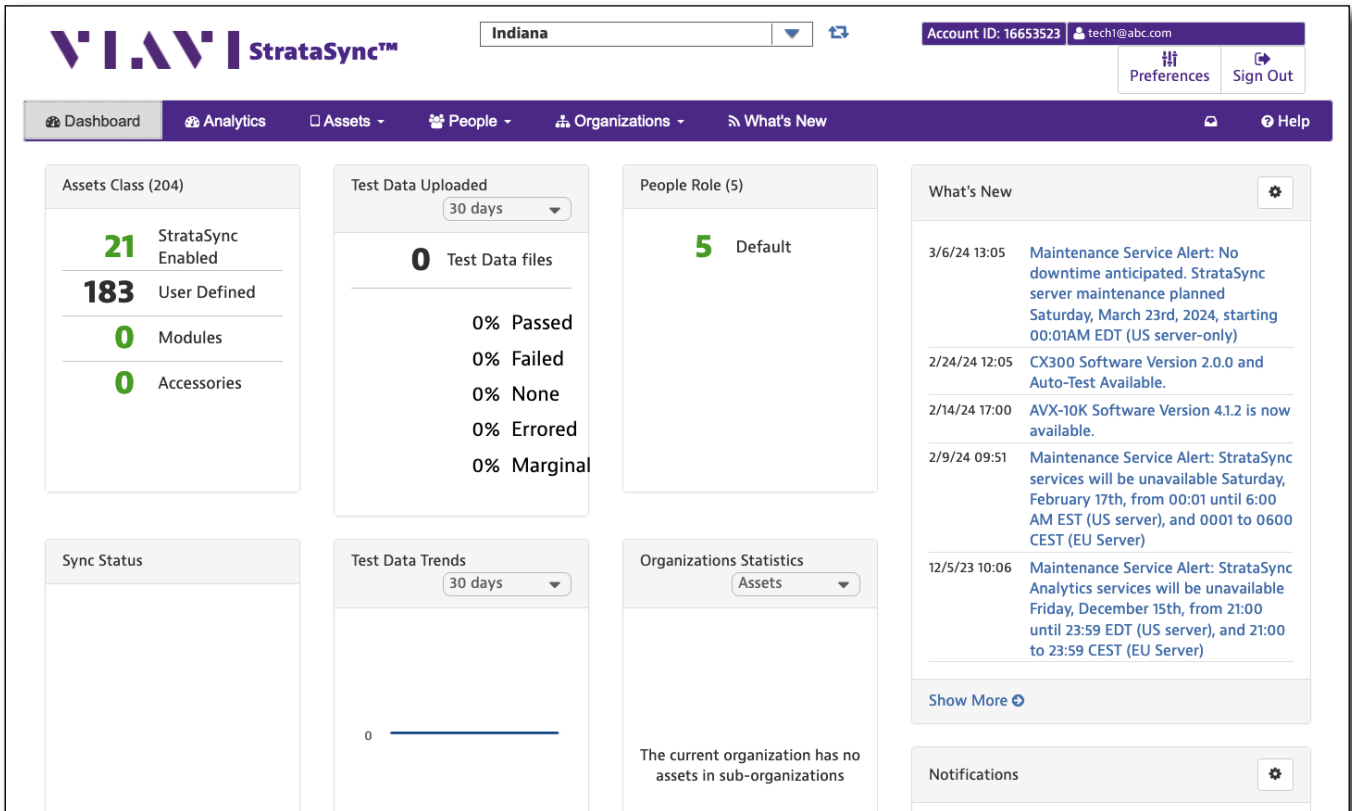 VIAVI StrataSync™
Indiana
Account ID: 16653523
tech1@abc.com
Preferences
Sign Out
Dashboard
Analytics
Assets
People
Organizations
What's New
Help
Assets Class (204)
21 StrataSync
Enabled
183 User Defined
0 Modules
0 Accessories
Test Data Uploaded
30 days
0 Test Data files
0% Passed
0% Failed
0% None
0% Errored
0% Marginal
People Role (5)
5 Default
What's New
3/6/24 13:05 Maintenance Service Alert: No
downtime anticipated. StrataSync
server maintenance planned
Saturday, March 23rd, 2024, starting
00:01AM EDT (US server-only)
2/24/24 12:05 CX300 Software Version 2.0.0 and
Auto-Test Available.
2/14/24 17:00 AVX-10K Software Version 4.1.2 is now
available.
2/9/24 09:51 Maintenance Service Alert: StrataSync
services will be unavailable Saturday,
February 17th, from 00:01 until 6:00
AM EST (US server), and 0001 to 0600
CEST (EU Server)
12/5/23 10:06 Maintenance Service Alert: StrataSync
Analytics services will be unavailable
Friday, December 15th, from 21:00
until 23:59 EDT (US server), and 21:00
to 23:59 CEST (EU Server)
Show More
Sync Status
Test Data Trends
30 days
0
Organizations Statistics
Assets
The current organization has no
assets in sub-organizations
Notifications